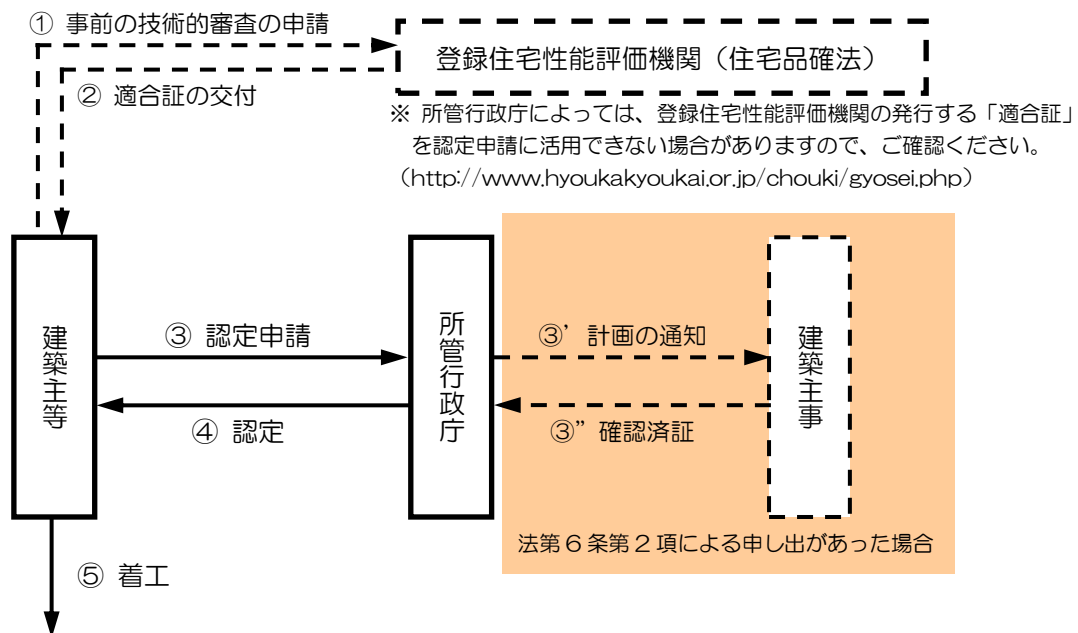 ① 事前の技術的審査の申請
登録住宅性能評価機関（住宅品確法）
② 適合証の交付
※ 所管行政庁によっては、登録住宅性能評価機関の発行する「適合証」
を認定申請に活用できない場合がありますので、ご確認ください。
（http://www.hyoukakyoukai.or.jp/chouki/gyosei.php）
建築主等
③ 認定申請
④ 認定
所管行政庁
③’ 計画の通知
③” 確認済証
建築主事
法第６条第２項による申し出があった場合
⑤ 着工